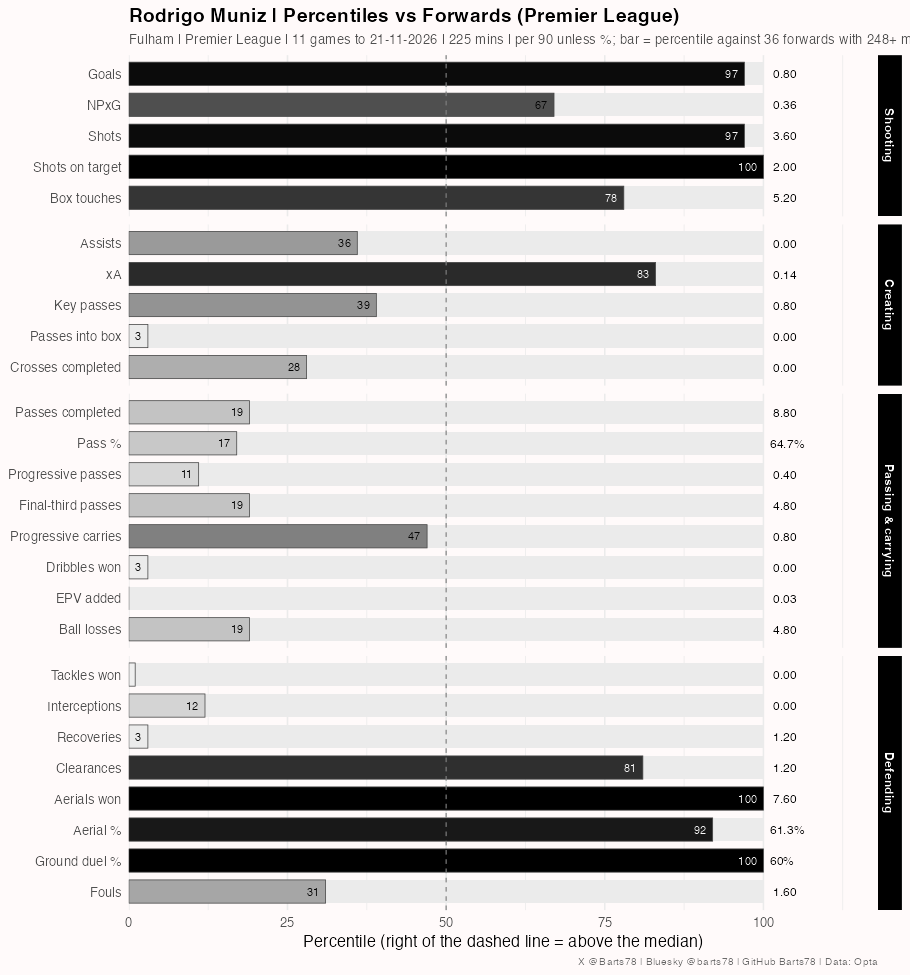 Rodrigo Muniz | Percentiles vs Forwards (Premier League)
Fulham | Premier League | 11 games to 21-11-2026 | 225 mins | per 90 unless %; bar = percentile against 36 forwards with 248+ m
Goals 97 0.80
NPxG 67 0.36
Shots 97 3.60
Shots on target 100 2.00
Box touches 78 5.20
Shooting
Assists 36 0.00
xA 83 0.14
Key passes 39 0.80
Passes into box 3 0.00
Crosses completed 28 0.00
Creating
Passes completed 19 8.80
Pass % 17 64.7%
Progressive passes 11 0.40
Final-third passes 19 4.80
Progressive carries 47 0.80
Dribbles won 3 0.00
EPV added 0.03
Ball losses 19 4.80
Passing & carrying
Tackles won 0.00
Interceptions 12 0.00
Recoveries 3 1.20
Clearances 81 1.20
Aerials won 100 7.60
Aerial % 92 61.3%
Ground duel % 100 60%
Fouls 31 1.60
Defending
0 25 50 75 100
Percentile (right of the dashed line = above the median)
X @Barts78 | Bluesky @barts78 | GitHub Barts78 | Data: Opta